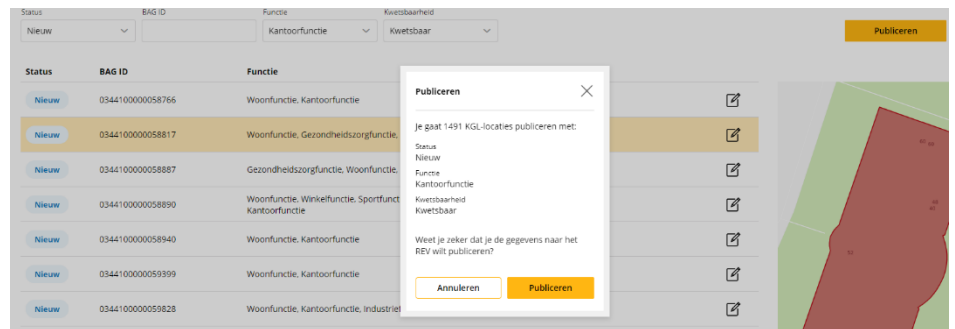 Status BAG ID Functie Kwetsbaarheid
Nieuw Kantoorfunctie Kwetsbaar Publiceren
Status BAG ID Functie
Nieuw 0344100000058766 Woonfunctie, Kantoorfunctie
Nieuw 0344100000058817 Woonfunctie, Gezondheidszorgfunctie,
Nieuw 0344100000058887 Gezondheidszorgfunctie, Woonfunctie,
Nieuw 0344100000058890 Woonfunctie, Winkelfunctie, Sportfunct
Kantoorfunctie
Nieuw 0344100000058940 Woonfunctie, Kantoorfunctie
Nieuw 0344100000059399 Woonfunctie, Kantoorfunctie
Nieuw 0344100000059828 Woonfunctie, Kantoorfunctie, Industrief
Publiceren
Je gaat 1491 KGL-locaties publiceren met:
Status
Nieuw
Functie
Kantoorfunctie
Kwetsbaarheid
Kwetsbaar
Weet je zeker dat je de gegevens naar het
REV wilt publiceren?
Annuleren Publiceren